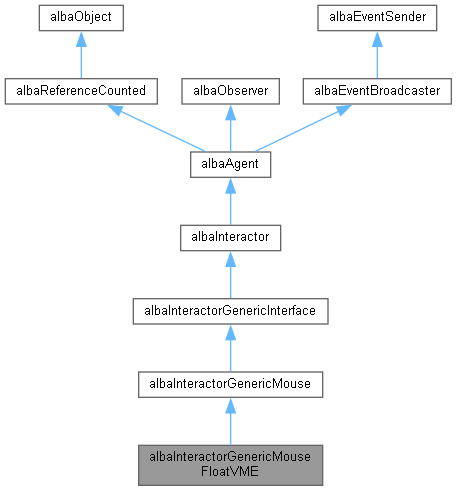 albaObject
albaEventSender
albaReferenceCounted
albaObserver
albaEventBroadcaster
albaAgent
albaInteractor
albaInteractorGenericInterface
albaInteractorGenericMouse
albaInteractorGenericMouse
FloatVME